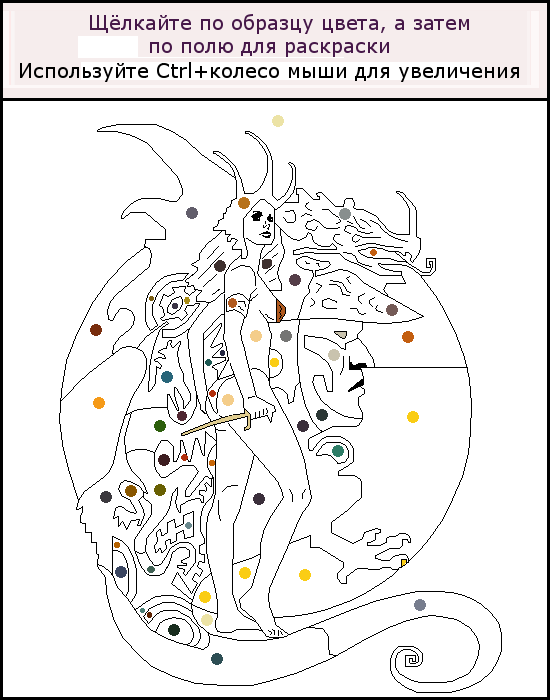 Щёлкайте по образцу цвета, а затем
по полю для раскраски
Используйте Ctrl+колесо мыши для увеличения